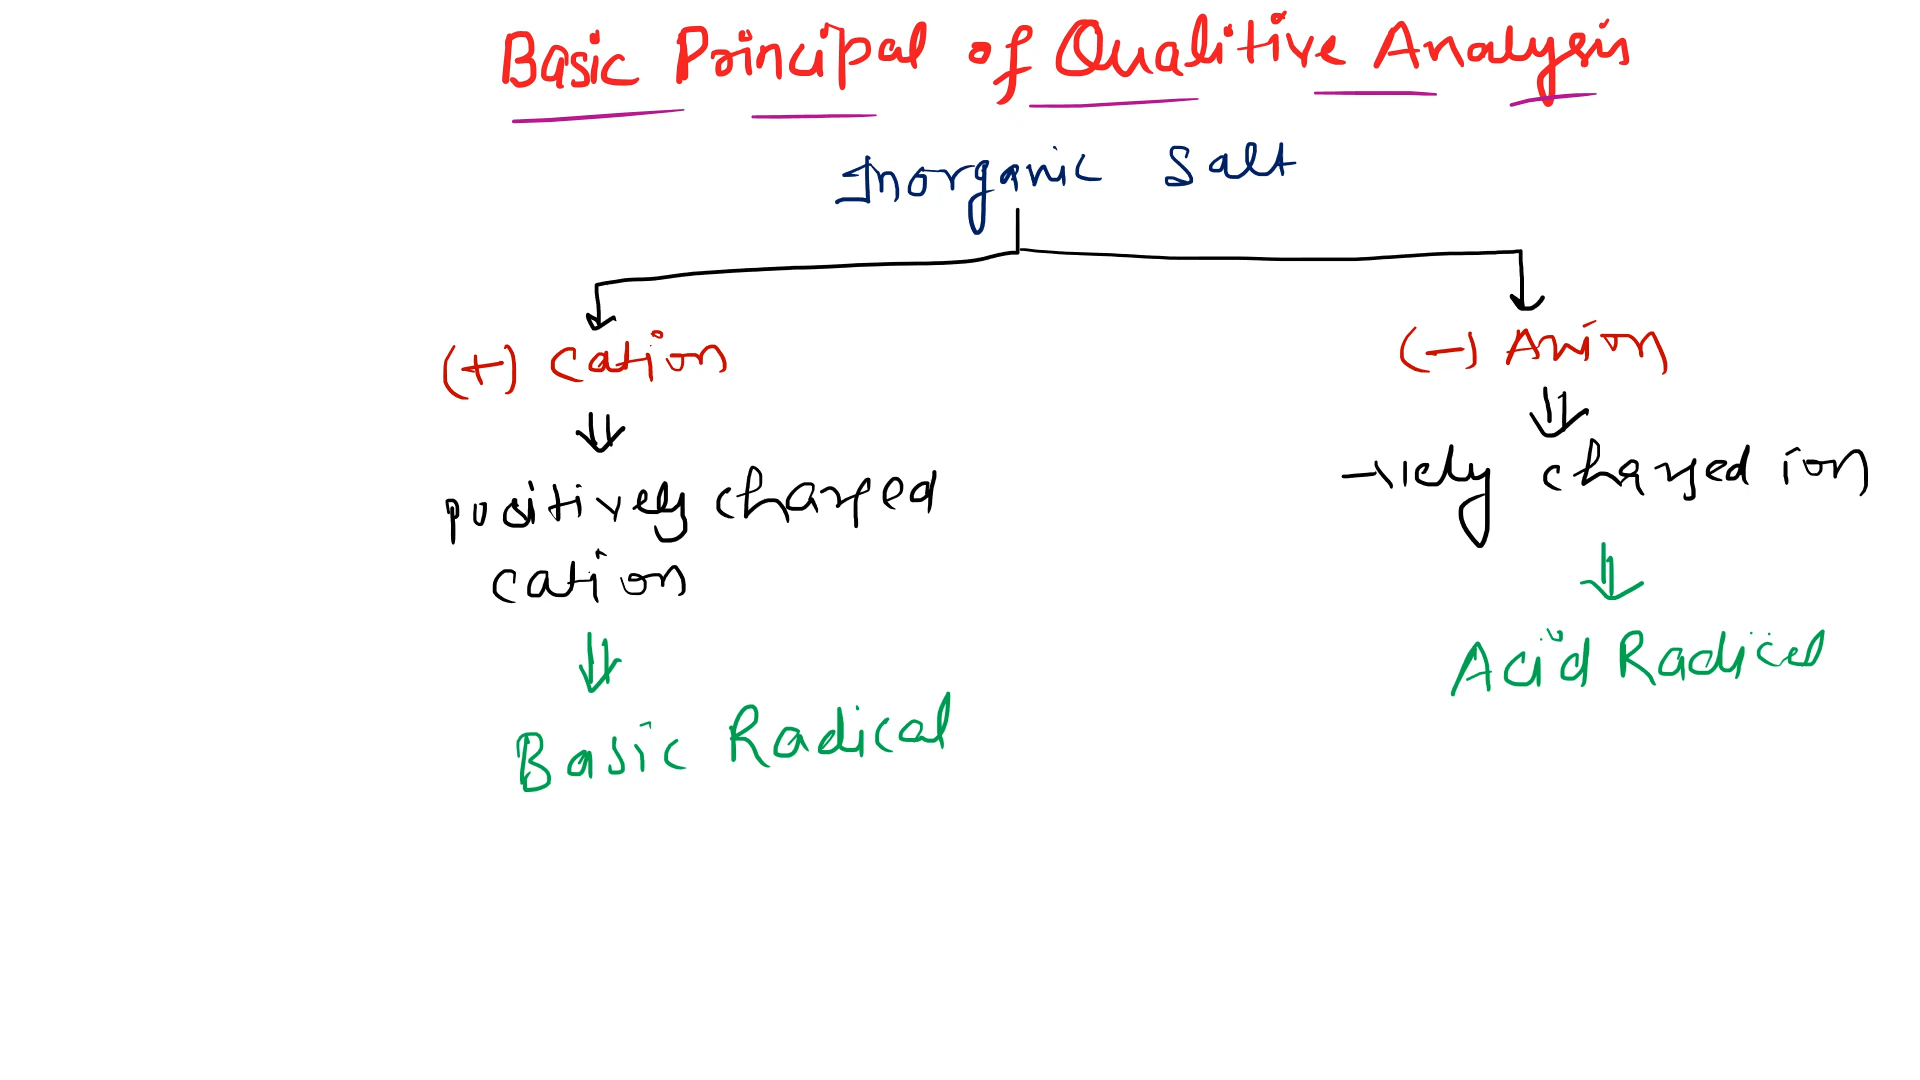 Basic Principal of Qualitive Analysis
Inorganic Salt
(+) Cation
(-) Anion
positively charged
cation
-vely charged ion
Basic Radical
Acid Radical